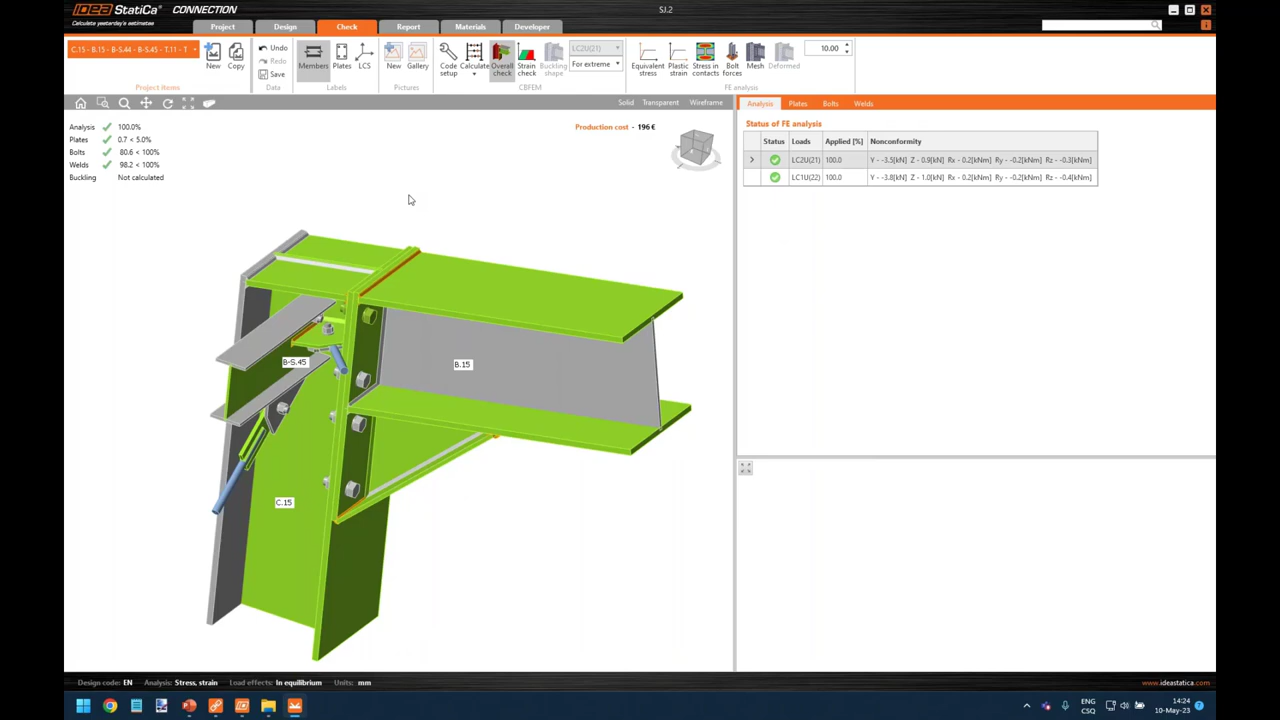 IDEA StatiCa CONNECTION
Calculate yesterday's estimates
SJ.2
Project Design Check Report Materials Developer
C.15 - B.15 - B-S.44 - B-S.45 - T.11 - T
New Copy
Project items
Undo
Redo
Save
Data
Members Plates LCS
Labels
New Gallery
Pictures
Code setup Calculate Overall check Strain check Buckling shape
LC2U(21)
For extreme
CBFEM
Equivalent stress Plastic strain Stress in contacts Bolt forces Mesh Deformed
10.00
FE analysis
Solid Transparent Wireframe
Analysis 100.0%
Plates 0.7 < 5.0%
Bolts 80.6 < 100%
Welds 98.2 < 100%
Buckling Not calculated
Production cost - 196 €
B-S.45
B.15
C.15
Analysis Plates Bolts Welds
Status of FE analysis
Status Loads Applied [%] Nonconformity
LC2U(21) 100.0 Y - -3.5[kN] Z - 0.9[kN] Rx - 0.2[kNm] Ry - -0.2[kNm] Rz - -0.3[kNm]
LC1U(22) 100.0 Y - -3.8[kN] Z - 1.0[kN] Rx - 0.2[kNm] Ry - -0.2[kNm] Rz - -0.4[kNm]
Design code: EN Analysis: Stress, strain Load effects: In equilibrium Units: mm
www.ideastatica.com
ENG
CSQ
14:24
10-May-23